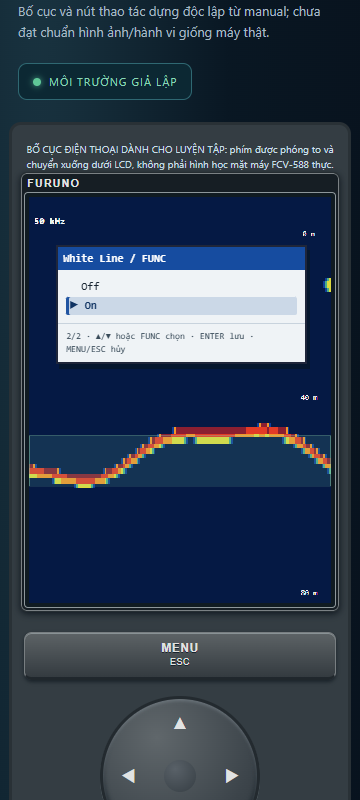 Bố cục và nút thao tác dựng độc lập từ manual; chưa
đạt chuẩn hình ảnh/hành vi giống máy thật.
MÔI TRƯỜNG GIẢ LẬP
BỐ CỤC ĐIỆN THOẠI DÀNH CHO LUYỆN TẬP: phím được phóng to và
chuyển xuống dưới LCD, không phải hình học mặt máy FCV-588 thực.
FURUNO
50 kHz
0 m
White Line / FUNC
Off
▶ On
2/2 · ▲/▼ hoặc FUNC chọn · ENTER lưu ·
MENU/ESC hủy
40 m
80 m
MENU
ESC
▲
◀ ▶